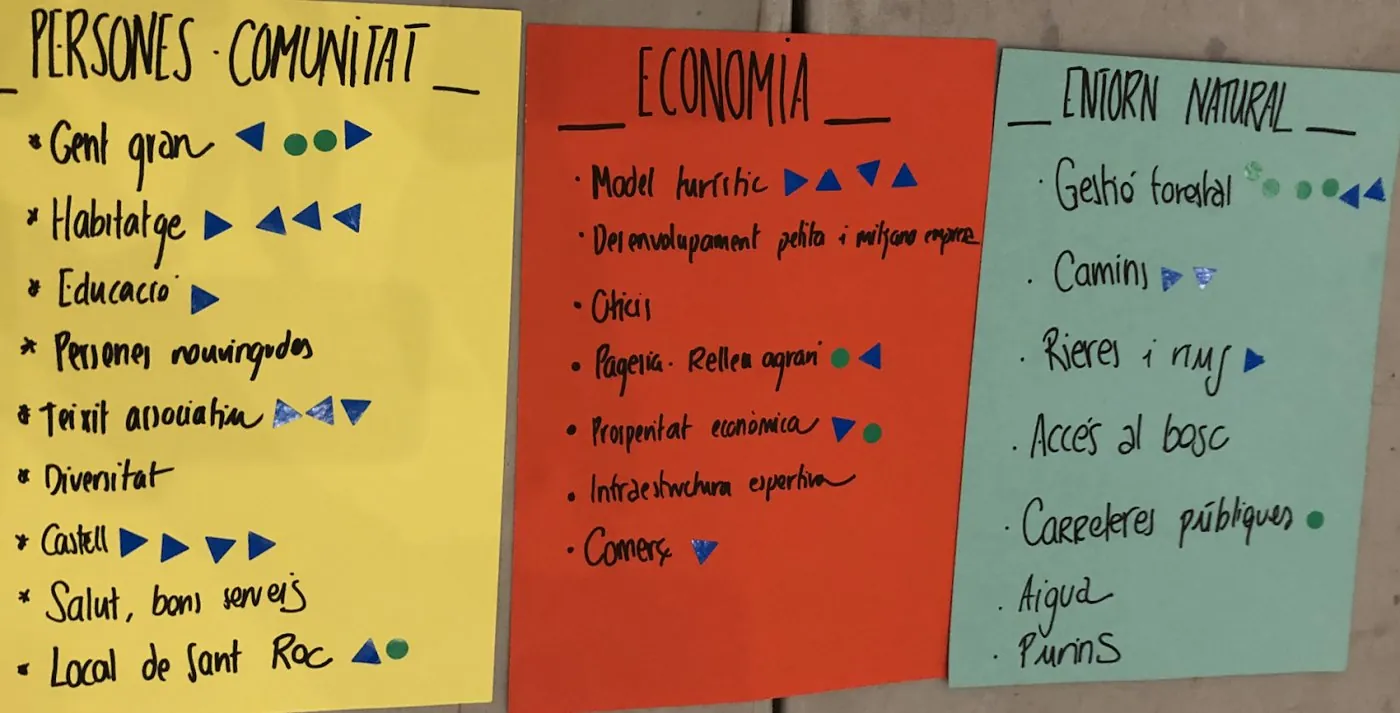 PERSONES · COMUNITAT
* Gent gran
* Habitatge
* Educació
* Persones nouvingudes
* Teixit associatiu
* Diversitat
* Castell
* Salut, bons serveis
* Local de Sant Roc
ECONOMIA
· Model turístic
· Desenvolupament petita i mitjana empresa
· Oficis
· Pagesia. Relleu agrari
· Prosperitat econòmica
· Infraestructura esportiva
· Comerç
ENTORN NATURAL
· Gestió forestal
· Camins
· Rieres i rius
· Accés al bosc
· Carreteres públiques
· Aigua
· Purins